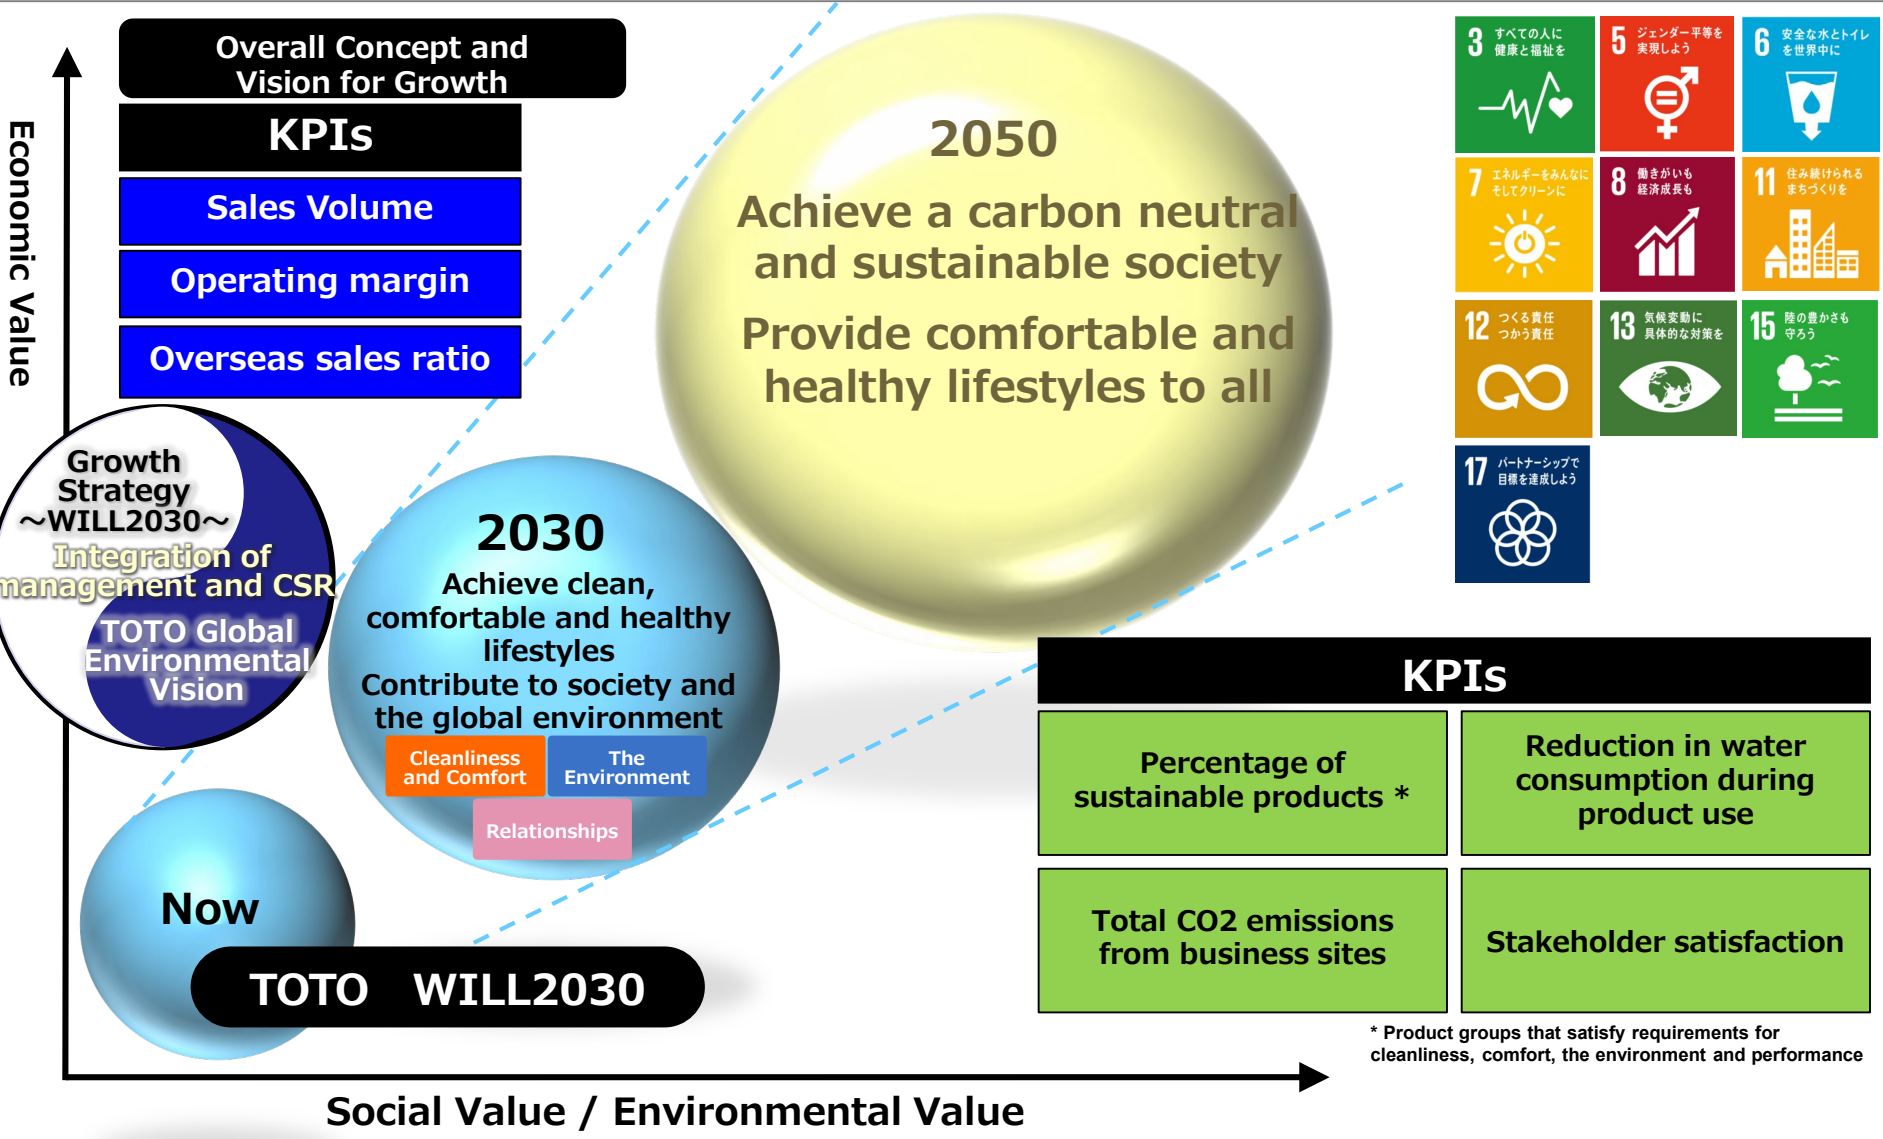 Overall Concept and
Vision for Growth
KPIs
Sales Volume
Operating margin
Overseas sales ratio
Economic Value
Growth
Strategy
～WILL2030～
Integration of
management and CSR
TOTO Global
Environmental
Vision
2050
Achieve a carbon neutral
and sustainable society
Provide comfortable and
healthy lifestyles to all
2030
Achieve clean,
comfortable and healthy
lifestyles
Contribute to society and
the global environment
Cleanliness
and Comfort
The
Environment
Relationships
Now
TOTO WILL2030
Social Value / Environmental Value
3 すべての人に
健康と福祉を
5 ジェンダー平等を
実現しよう
6 安全な水とトイレ
を世界中に
7 エネルギーをみんなに
そしてクリーンに
8 働きがいも
経済成長も
11 住み続けられる
まちづくりを
12 つくる責任
つかう責任
13 気候変動に
具体的な対策を
15 陸の豊かさも
守ろう
17 パートナーシップで
目標を達成しよう
KPIs
Percentage of
sustainable products *
Reduction in water
consumption during
product use
Total CO2 emissions
from business sites
Stakeholder satisfaction
* Product groups that satisfy requirements for
cleanliness, comfort, the environment and performance